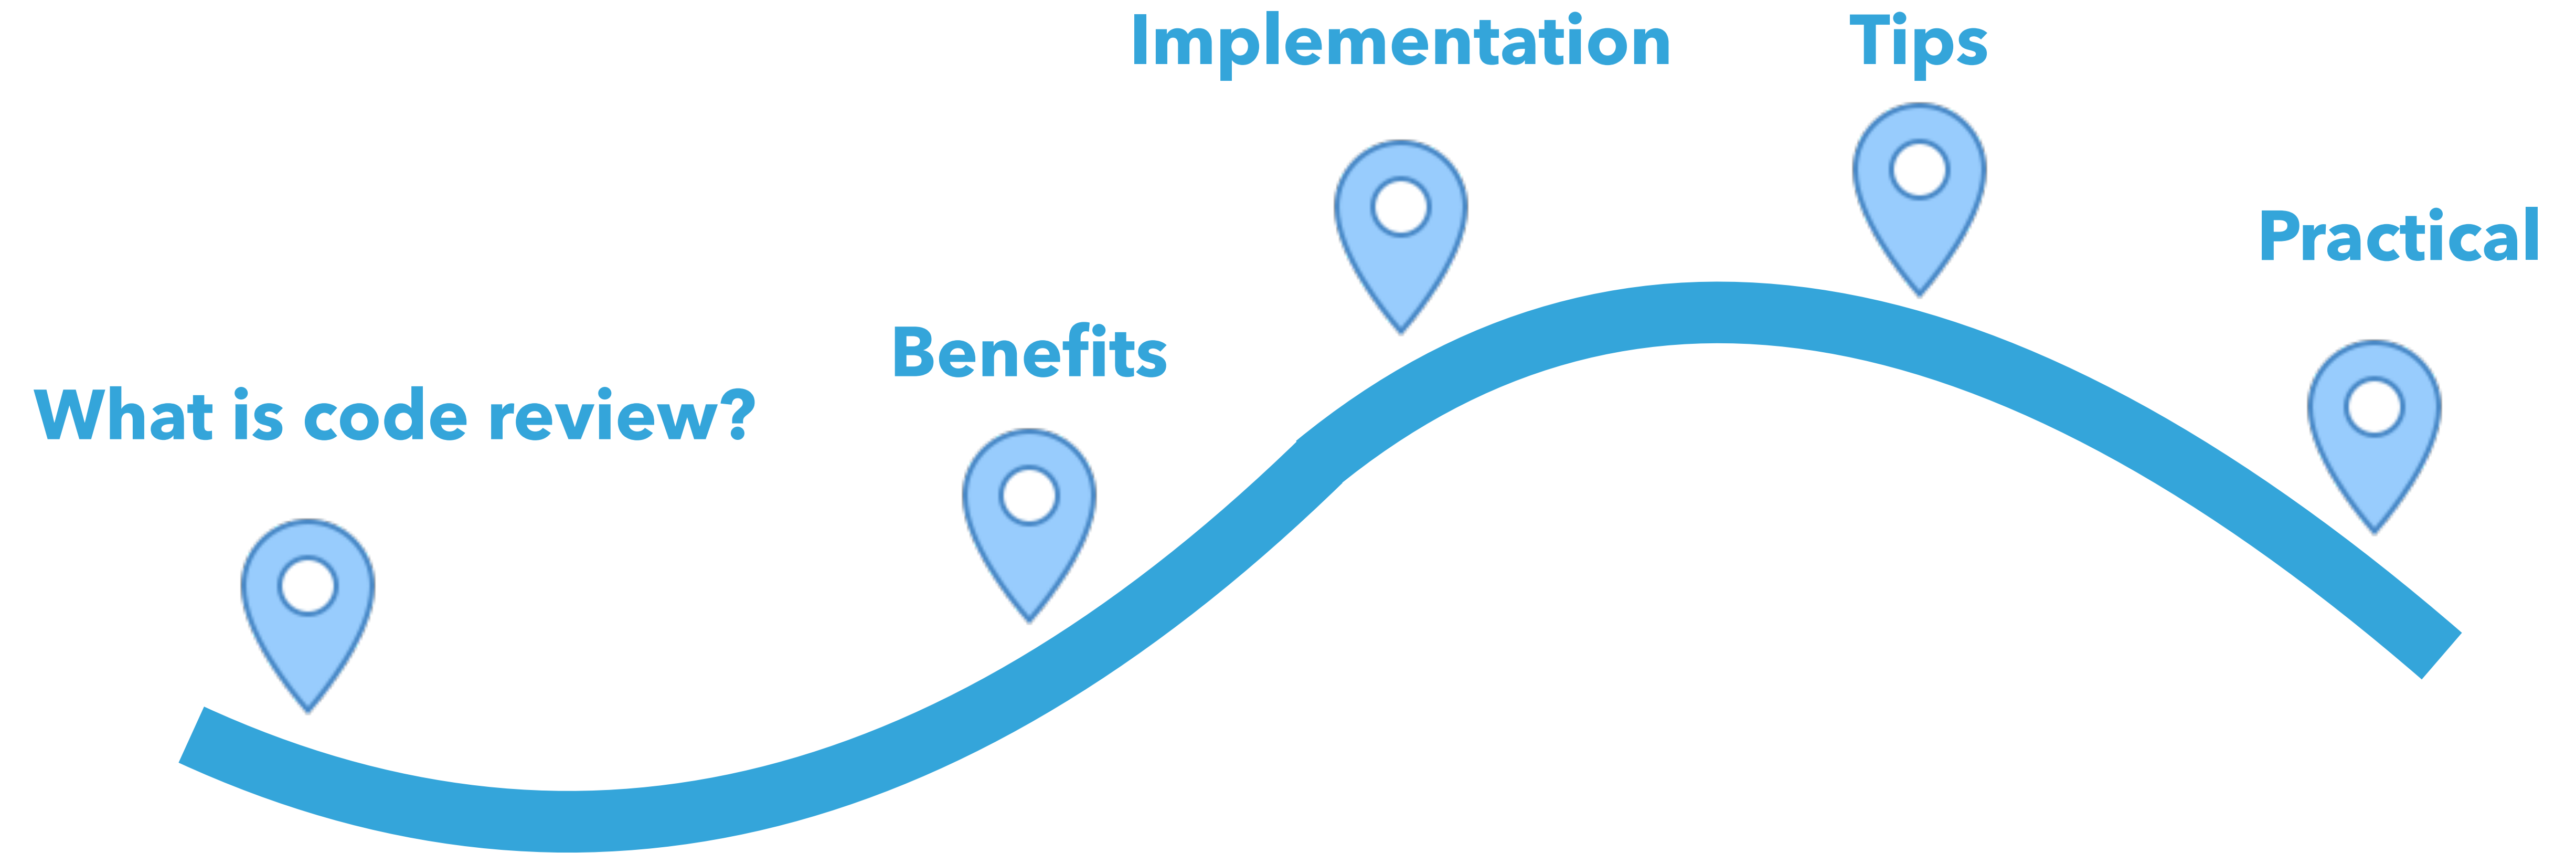 What is code review?
Benefits
Implementation
Tips
Practical